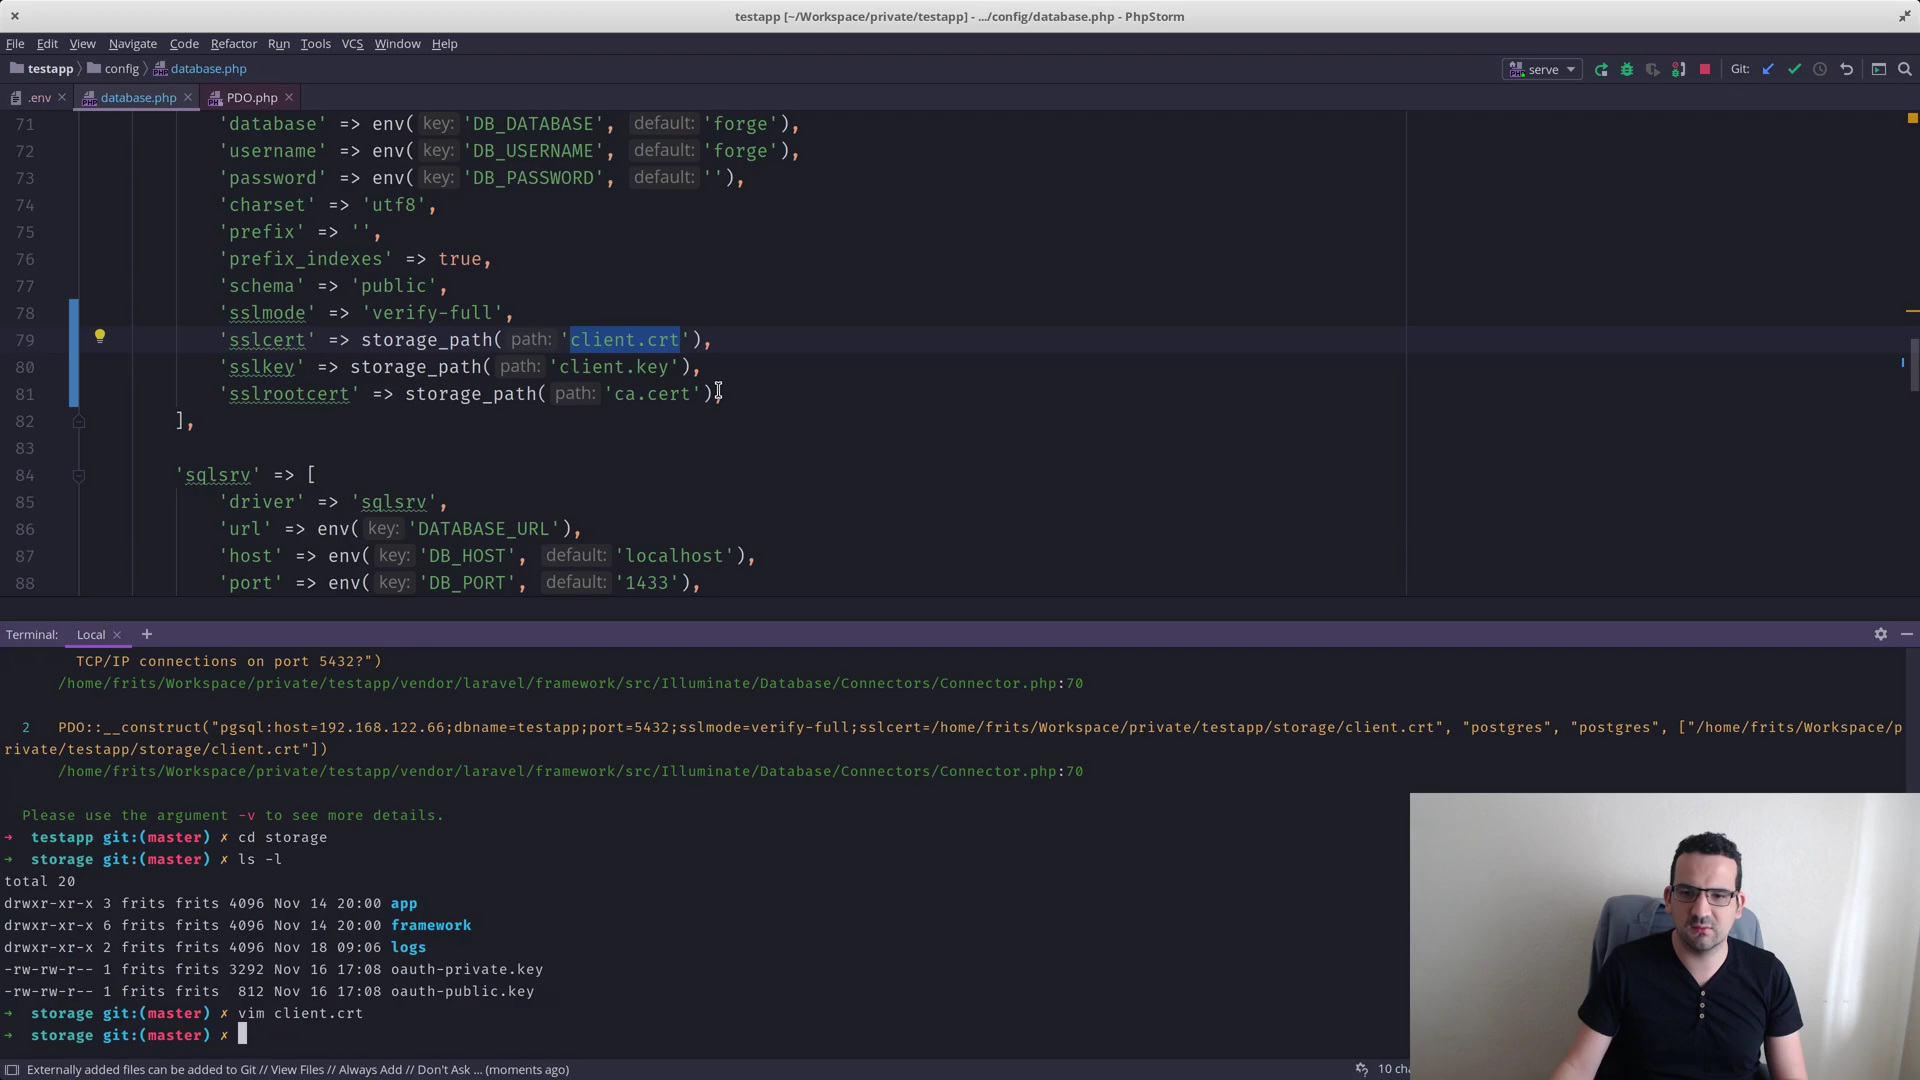 testapp [~/Workspace/private/testapp] - .../config/database.php - PhpStorm
File Edit View Navigate Code Refactor Run Tools VCS Window Help
testapp config database.php serve Git:
.env database.php PDO.php
71 'database' => env( key: 'DB_DATABASE', default: 'forge'),
72 'username' => env( key: 'DB_USERNAME', default: 'forge'),
73 'password' => env( key: 'DB_PASSWORD', default: ''),
74 'charset' => 'utf8',
75 'prefix' => '',
76 'prefix_indexes' => true,
77 'schema' => 'public',
78 'sslmode' => 'verify-full',
79 'sslcert' => storage_path( path: 'client.crt'),
80 'sslkey' => storage_path( path: 'client.key'),
81 'sslrootcert' => storage_path( path: 'ca.cert'),
82 ],
83
84 'sqlsrv' => [
85 'driver' => 'sqlsrv',
86 'url' => env( key: 'DATABASE_URL'),
87 'host' => env( key: 'DB_HOST', default: 'localhost'),
88 'port' => env( key: 'DB_PORT', default: '1433'),
Terminal: Local
TCP/IP connections on port 5432?")
/home/frits/Workspace/private/testapp/vendor/laravel/framework/src/Illuminate/Database/Connectors/Connector.php:70
2 PDO::__construct("pgsql:host=192.168.122.66;dbname=testapp;port=5432;sslmode=verify-full;sslcert=/home/frits/Workspace/private/testapp/storage/client.crt", "postgres", "postgres", ["/home/frits/Workspace/p
rivate/testapp/storage/client.crt"])
/home/frits/Workspace/private/testapp/vendor/laravel/framework/src/Illuminate/Database/Connectors/Connector.php:70
Please use the argument -v to see more details.
→ testapp git:(master) ✗ cd storage
→ storage git:(master) ✗ ls -l
total 20
drwxr-xr-x 3 frits frits 4096 Nov 14 20:00 app
drwxr-xr-x 6 frits frits 4096 Nov 14 20:00 framework
drwxr-xr-x 2 frits frits 4096 Nov 18 09:06 logs
-rw-rw-r-- 1 frits frits 3292 Nov 16 17:08 oauth-private.key
-rw-rw-r-- 1 frits frits 812 Nov 16 17:08 oauth-public.key
→ storage git:(master) ✗ vim client.crt
→ storage git:(master) ✗
Externally added files can be added to Git // View Files // Always Add // Don't Ask ... (moments ago) 10